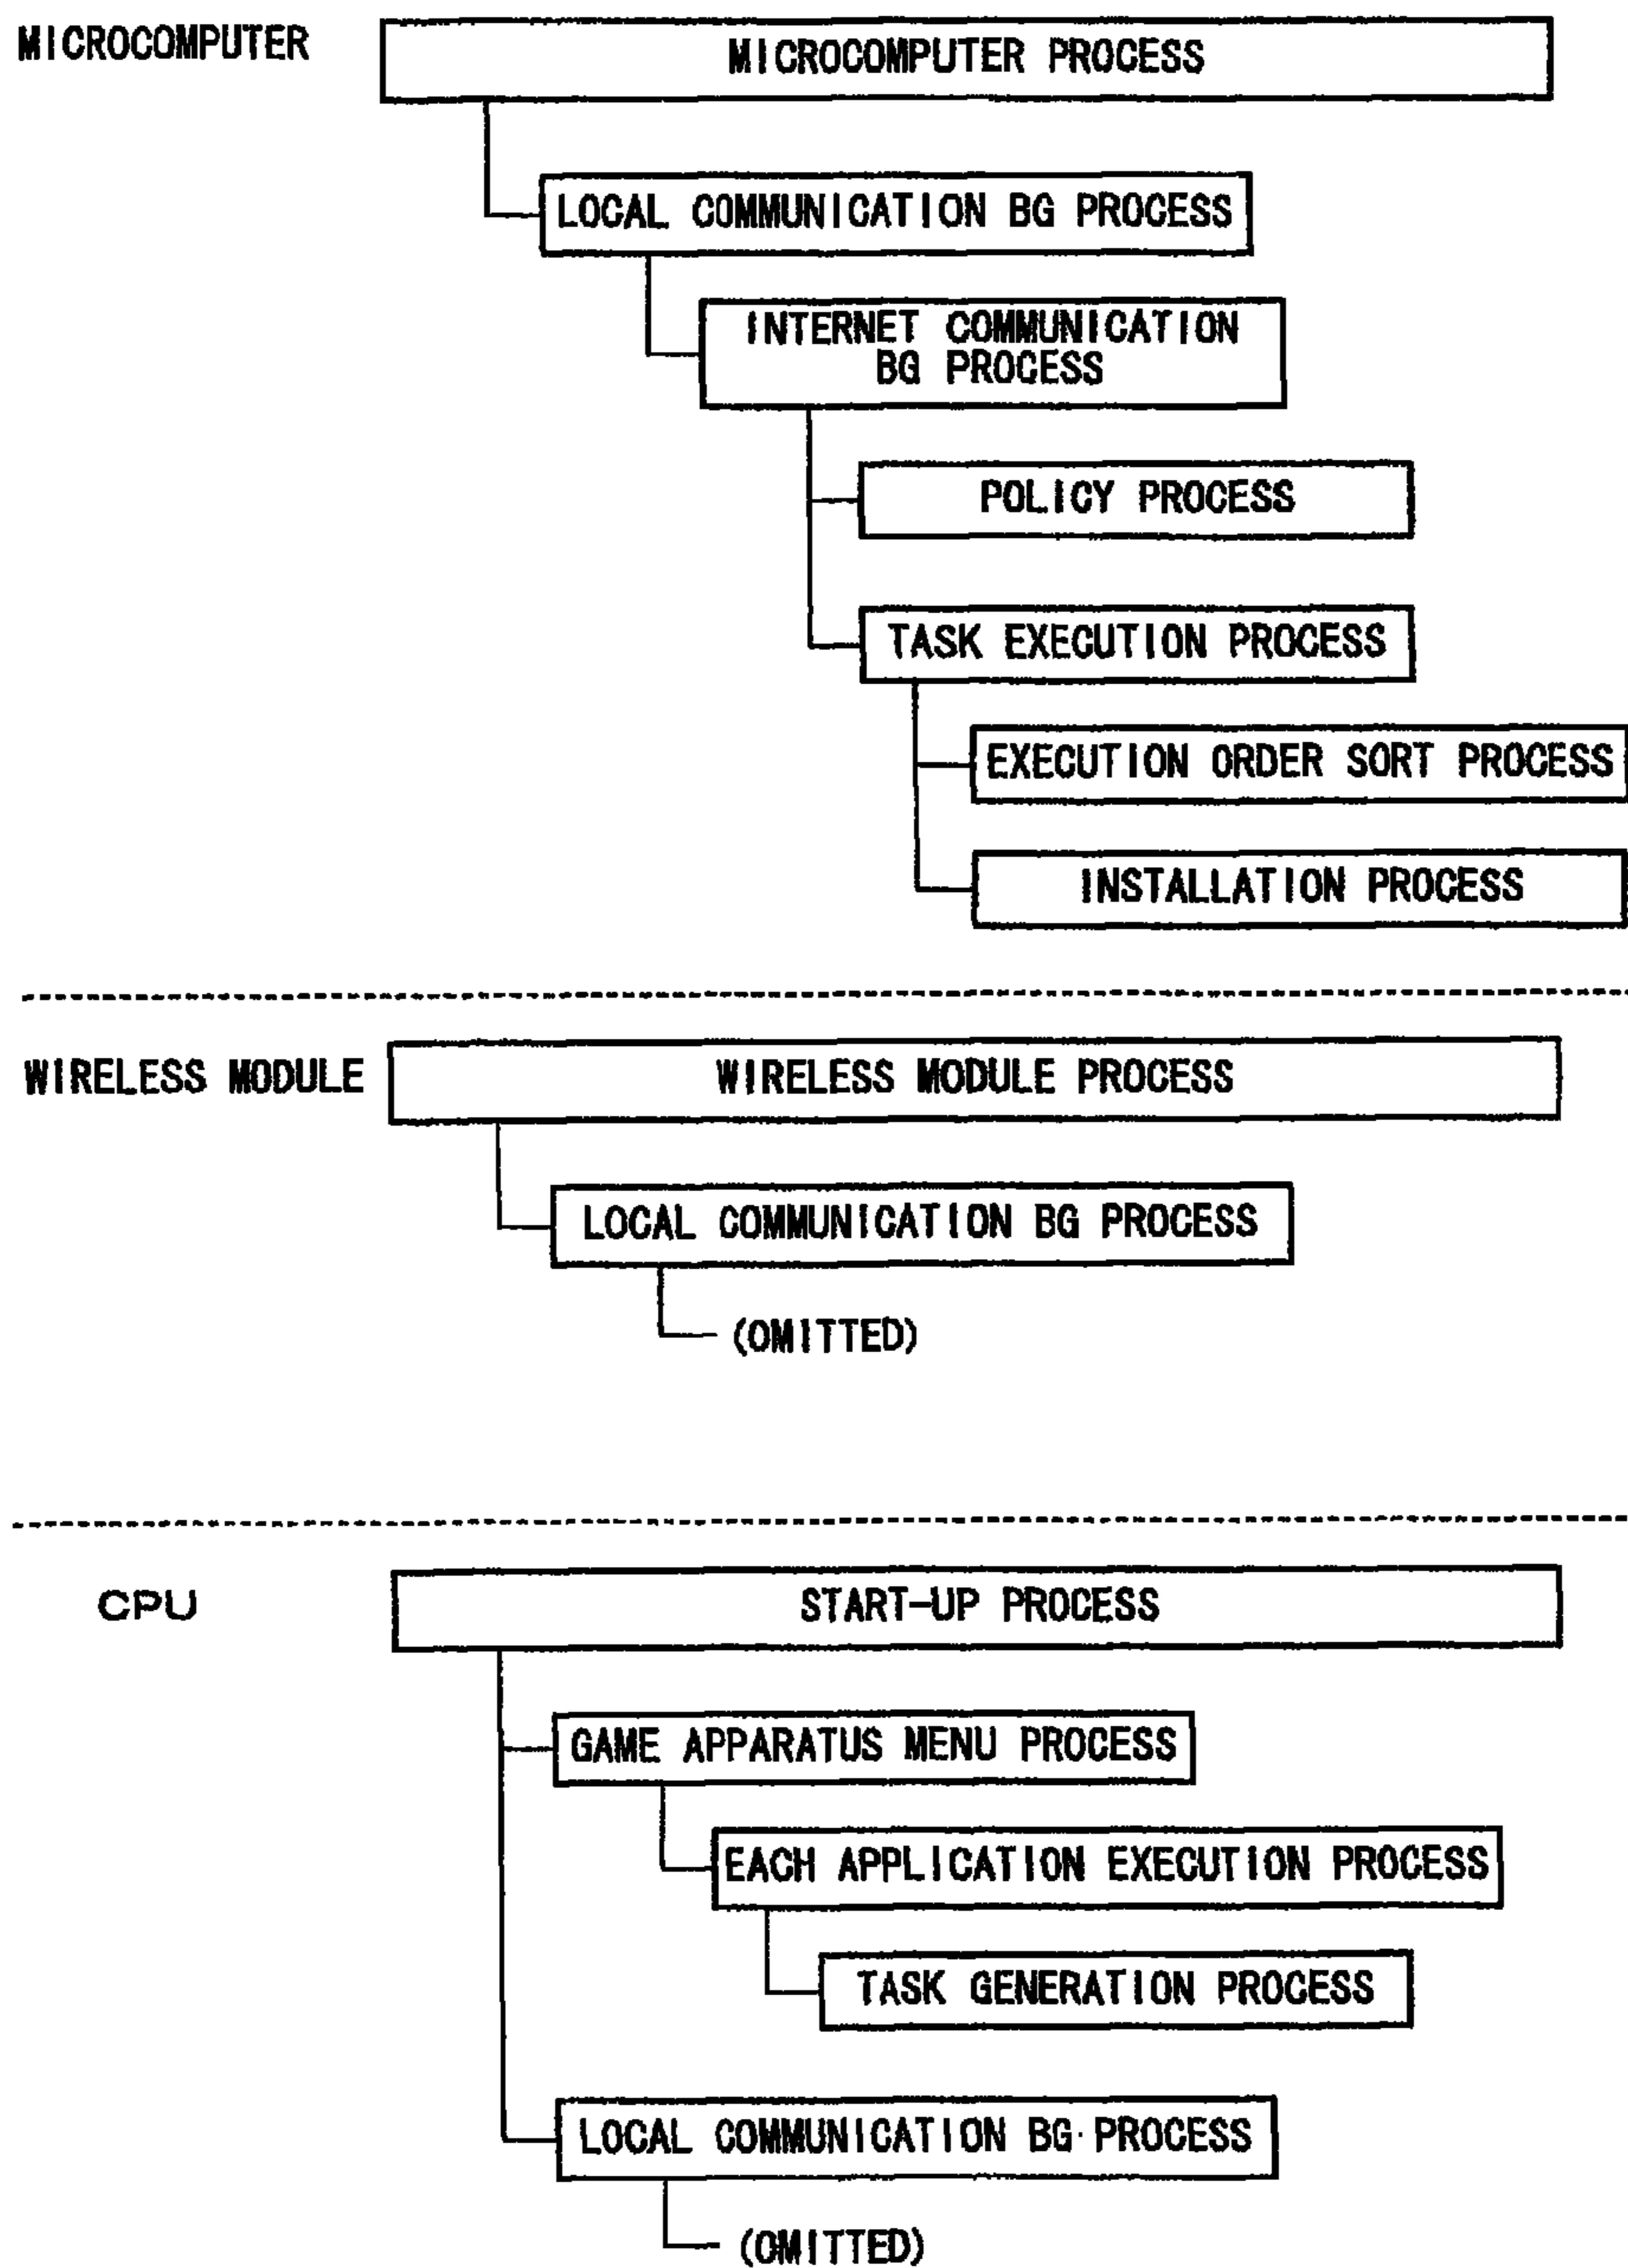 MICROCOMPUTER
MICROCOMPUTER PROCESS
LOCAL COMMUNICATION BG PROCESS
INTERNET COMMUNICATION
BG PROCESS
POLICY PROCESS
TASK EXECUTION PROCESS
EXECUTION ORDER SORT PROCESS
INSTALLATION PROCESS
WIRELESS MODULE
WIRELESS MODULE PROCESS
LOCAL COMMUNICATION BG PROCESS
(OMITTED)
CPU
START-UP PROCESS
GAME APPARATUS MENU PROCESS
EACH APPLICATION EXECUTION PROCESS
TASK GENERATION PROCESS
LOCAL COMMUNICATION BG PROCESS
(OMITTED)